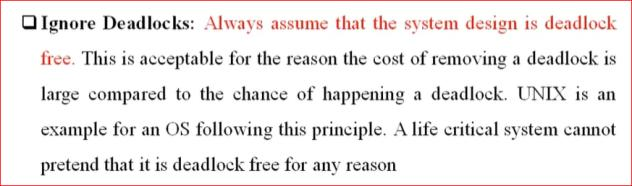 ❑ Ignore Deadlocks: Always assume that the system design is deadlock
free. This is acceptable for the reason the cost of removing a deadlock is
large compared to the chance of happening a deadlock. UNIX is an
example for an OS following this principle. A life critical system cannot
pretend that it is deadlock free for any reason